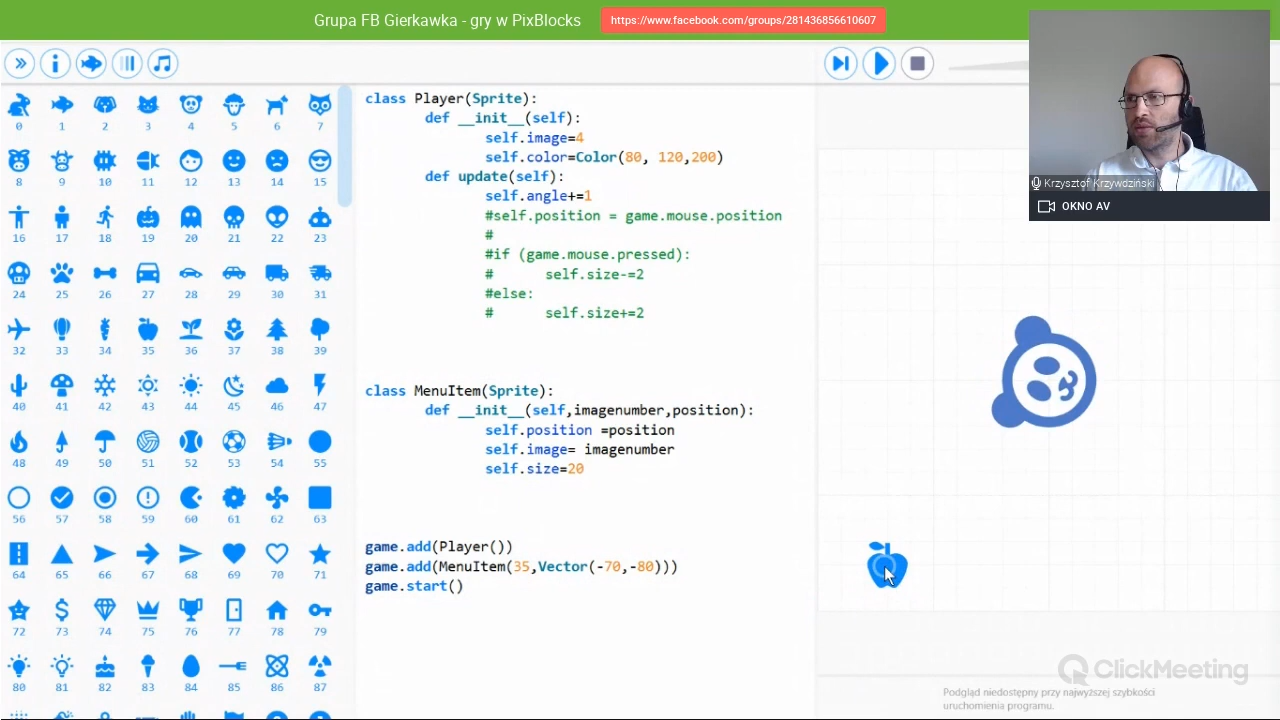 Grupa FB Gierkawka - gry w PixBlocks
https://www.facebook.com/groups/281436856610607
Krzysztof Krzywdziński
OKNO AV
0 1 2 3 4 5 6 7
8 9 10 11 12 13 14 15
16 17 18 19 20 21 22 23
24 25 26 27 28 29 30 31
32 33 34 35 36 37 38 39
40 41 42 43 44 45 46 47
48 49 50 51 52 53 54 55
56 57 58 59 60 61 62 63
64 65 66 67 68 69 70 71
72 73 74 75 76 77 78 79
80 81 82 83 84 85 86 87
class Player(Sprite):
def __init__(self):
self.image=4
self.color=Color(80, 120,200)
def update(self):
self.angle+=1
#self.position = game.mouse.position
#
#if (game.mouse.pressed):
# self.size-=2
#else:
# self.size+=2
class MenuItem(Sprite):
def __init__(self,imagenumber,position):
self.position =position
self.image= imagenumber
self.size=20
game.add(Player())
game.add(MenuItem(35,Vector(-70,-80)))
game.start()
ClickMeeting
Podgląd niedostępny przy najwyższej szybkości
uruchomienia programu.